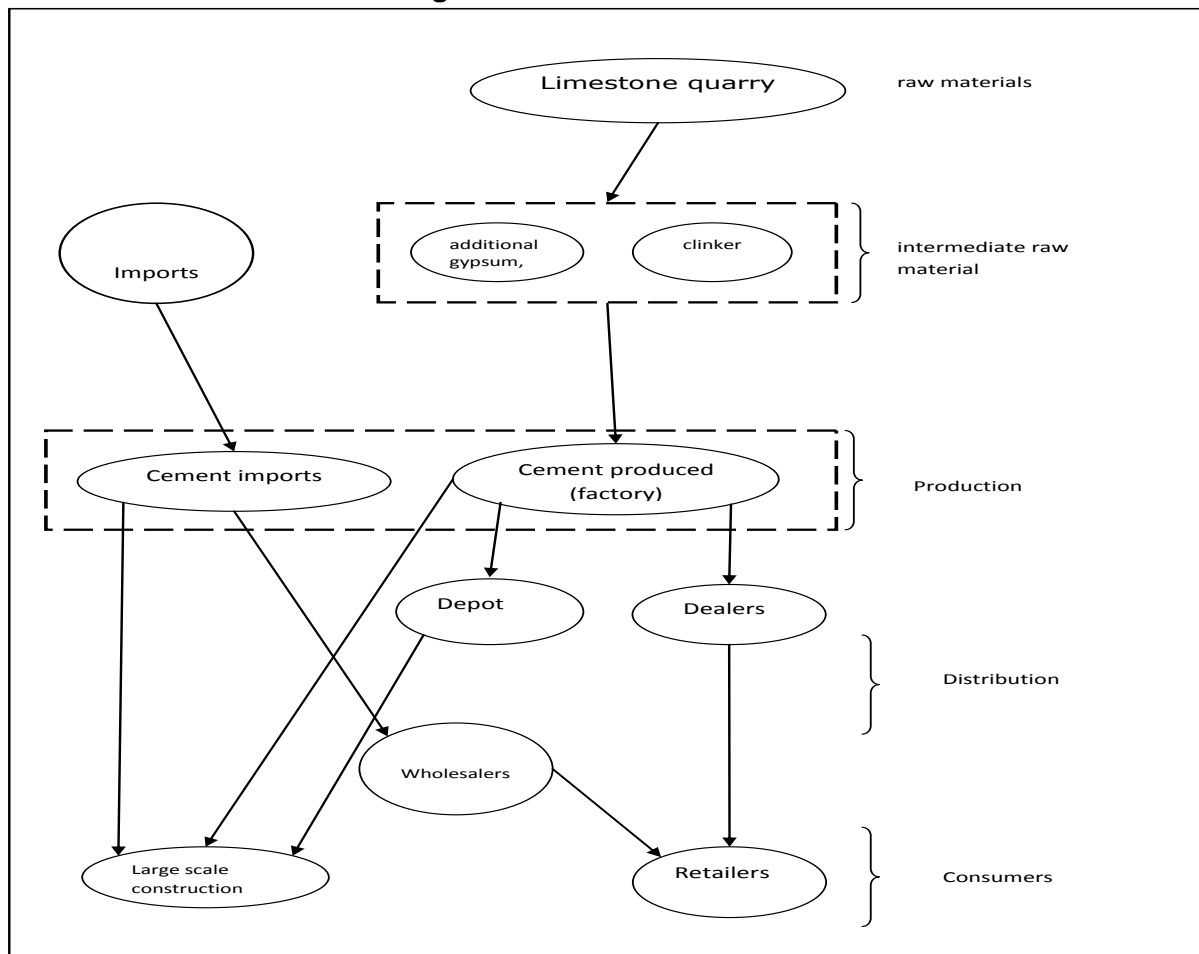 Limestone quarry
raw materials
additional
gypsum,
clinker
intermediate raw
material
Imports
Cement imports
Cement produced
(factory)
Production
Depot
Dealers
Distribution
Wholesalers
Large scale
construction
Retailers
Consumers